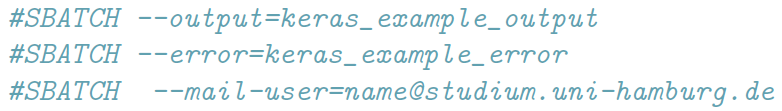 #SBATCH --output=keras_example_output
#SBATCH --error=keras_example_error
#SBATCH  --mail-user=name@studium.uni-hamburg.de